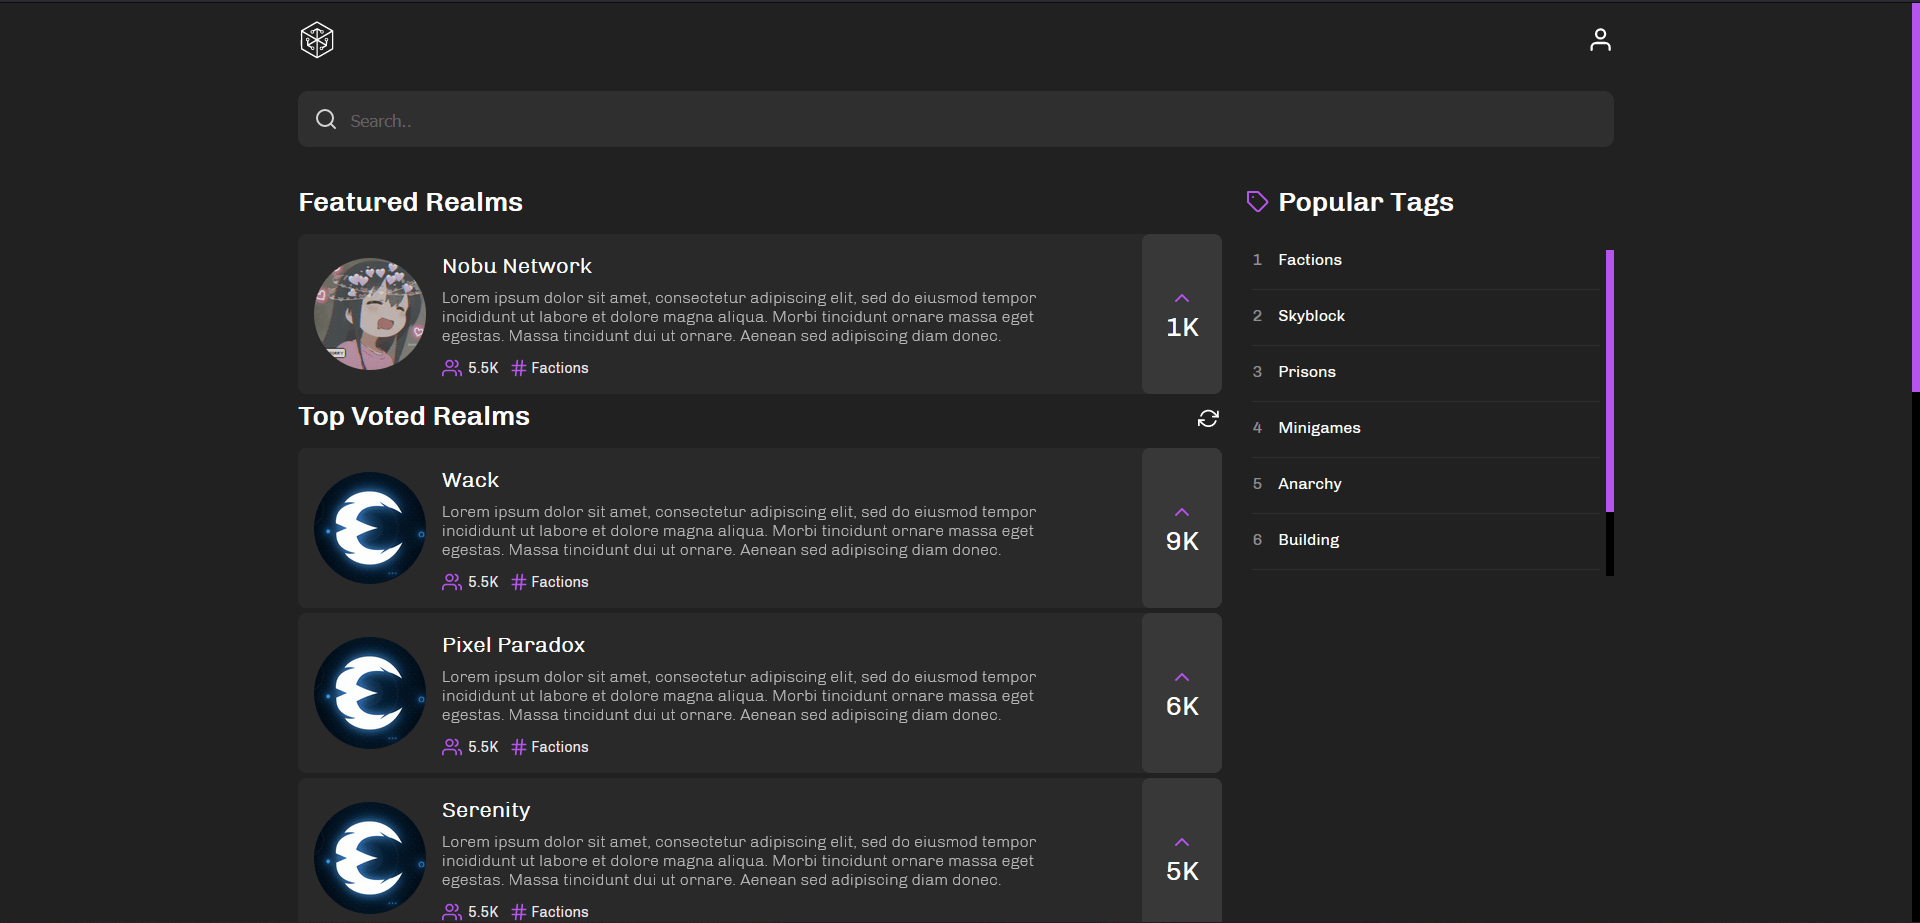 Search..
Featured Realms
Nobu Network
Lorem ipsum dolor sit amet, consectetur adipiscing elit, sed do eiusmod tempor
incididunt ut labore et dolore magna aliqua. Morbi tincidunt ornare massa eget
egestas. Massa tincidunt dui ut ornare. Aenean sed adipiscing diam donec.
5.5K Factions
1K
Top Voted Realms
Wack
Lorem ipsum dolor sit amet, consectetur adipiscing elit, sed do eiusmod tempor
incididunt ut labore et dolore magna aliqua. Morbi tincidunt ornare massa eget
egestas. Massa tincidunt dui ut ornare. Aenean sed adipiscing diam donec.
5.5K Factions
9K
Pixel Paradox
Lorem ipsum dolor sit amet, consectetur adipiscing elit, sed do eiusmod tempor
incididunt ut labore et dolore magna aliqua. Morbi tincidunt ornare massa eget
egestas. Massa tincidunt dui ut ornare. Aenean sed adipiscing diam donec.
5.5K Factions
6K
Serenity
Lorem ipsum dolor sit amet, consectetur adipiscing elit, sed do eiusmod tempor
incididunt ut labore et dolore magna aliqua. Morbi tincidunt ornare massa eget
egestas. Massa tincidunt dui ut ornare. Aenean sed adipiscing diam donec.
5.5K Factions
5K
Popular Tags
1 Factions
2 Skyblock
3 Prisons
4 Minigames
5 Anarchy
6 Building